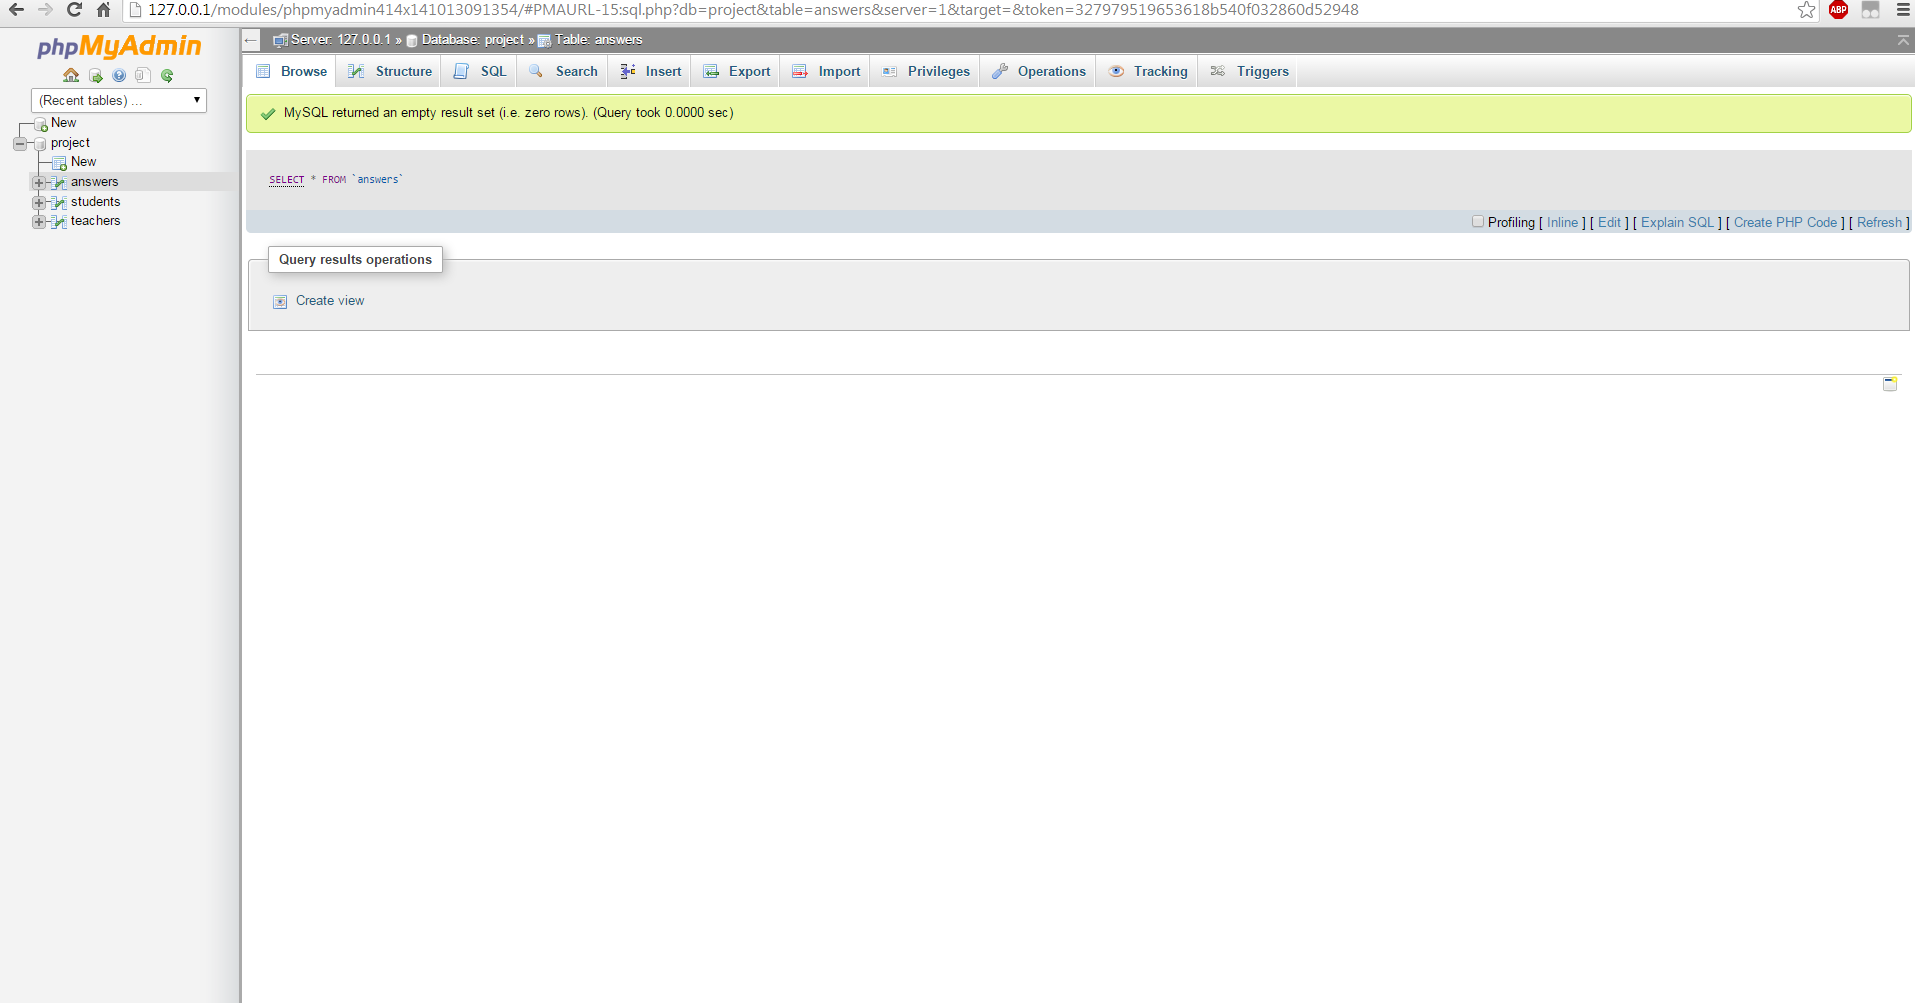 127.0.0.1/modules/phpmyadmin414x141013091354/#PMAURL-15:sql.php?db=project&table=answers&server=1&target=&token=327979519653618b540f032860d52948
ABP
phpMyAdmin
(Recent tables) ...
New
project
New
answers
students
teachers
Server: 127.0.0.1 » Database: project » Table: answers
Browse Structure SQL Search Insert Export Import Privileges Operations Tracking Triggers
MySQL returned an empty result set (i.e. zero rows). (Query took 0.0000 sec)
SELECT * FROM `answers`
Profiling [ Inline ] [ Edit ] [ Explain SQL ] [ Create PHP Code ] [ Refresh ]
Query results operations
Create view